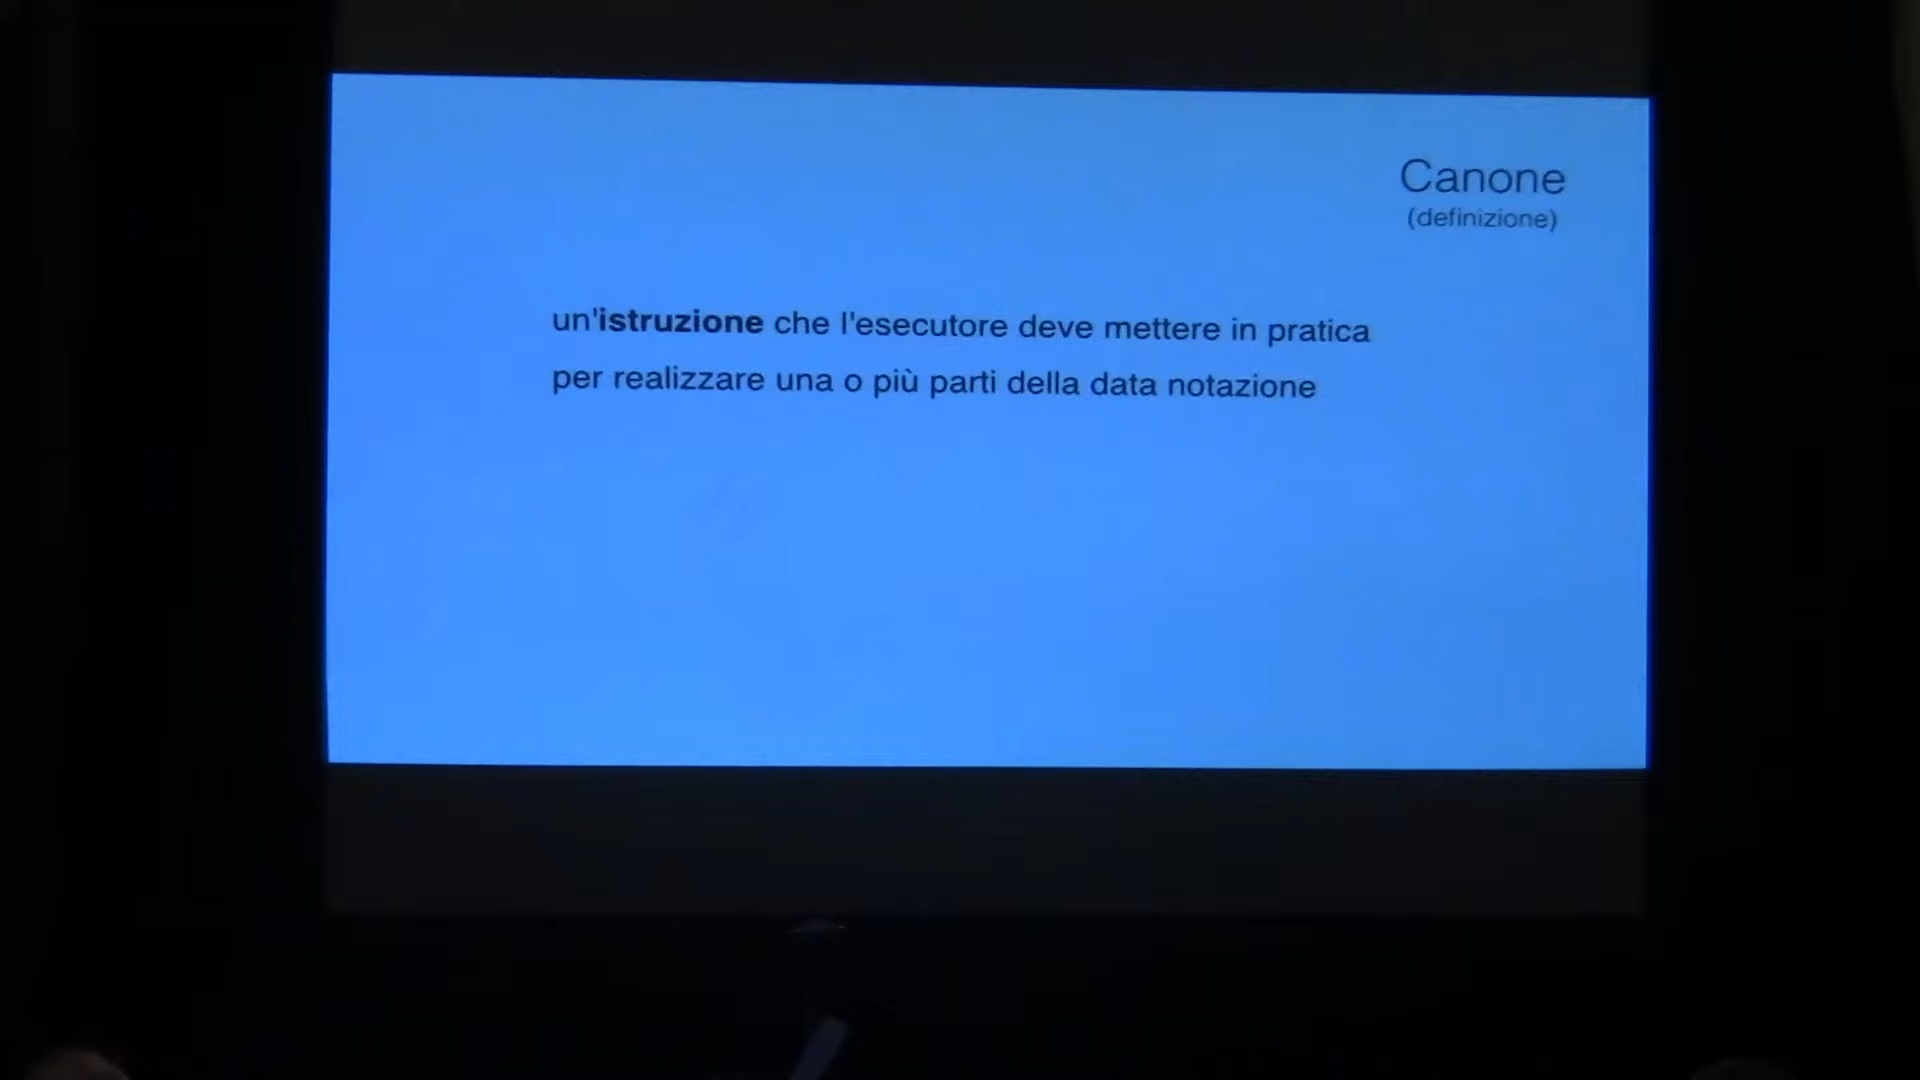 Canone
(definizione)
un'istruzione che l'esecutore deve mettere in pratica
per realizzare una o più parti della data notazione